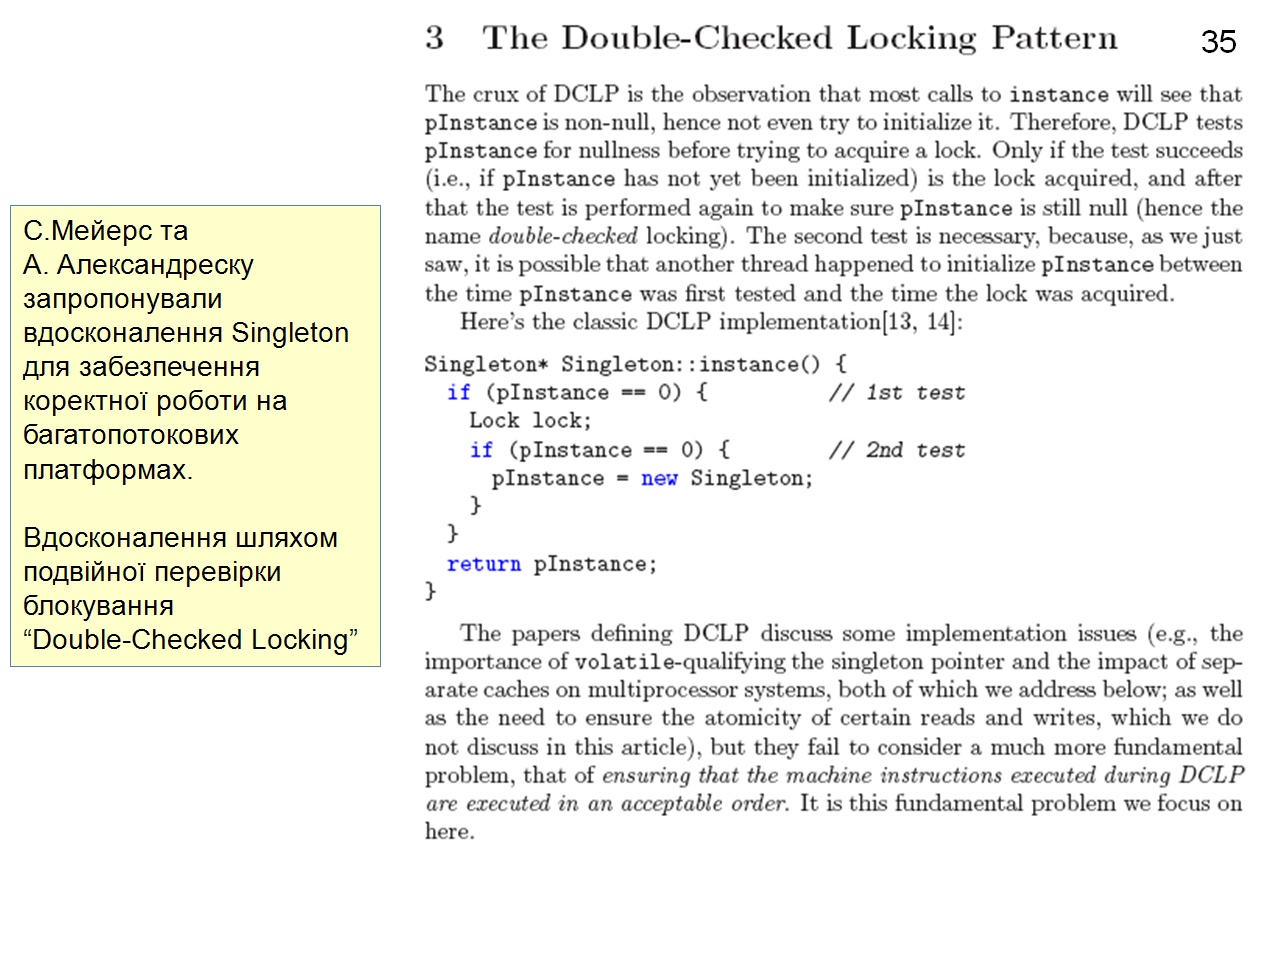 3 The Double-Checked Locking Pattern
35
The crux of DCLP is the observation that most calls to instance will see that
pInstance is non-null, hence not even try to initialize it. Therefore, DCLP tests
pInstance for nullness before trying to acquire a lock. Only if the test succeeds
(i.e., if pInstance has not yet been initialized) is the lock acquired, and after
that the test is performed again to make sure pInstance is still null (hence the
name double-checked locking). The second test is necessary, because, as we just
saw, it is possible that another thread happened to initialize pInstance between
the time pInstance was first tested and the time the lock was acquired.
Here's the classic DCLP implementation[13, 14]:
Singleton* Singleton::instance() {
if (pInstance == 0) { // 1st test
Lock lock;
if (pInstance == 0) { // 2nd test
pInstance = new Singleton;
}
}
return pInstance;
}
The papers defining DCLP discuss some implementation issues (e.g., the
importance of volatile-qualifying the singleton pointer and the impact of sep-
arate caches on multiprocessor systems, both of which we address below; as well
as the need to ensure the atomicity of certain reads and writes, which we do
not discuss in this article), but they fail to consider a much more fundamental
problem, that of ensuring that the machine instructions executed during DCLP
are executed in an acceptable order. It is this fundamental problem we focus on
here.
С.Мейерс та
А. Александреску
запропонували
вдосконалення Singleton
для забезпечення
коректної роботи на
багатопотокових
платформах.
Вдосконалення шляхом
подвійної перевірки
блокування
“Double-Checked Locking”